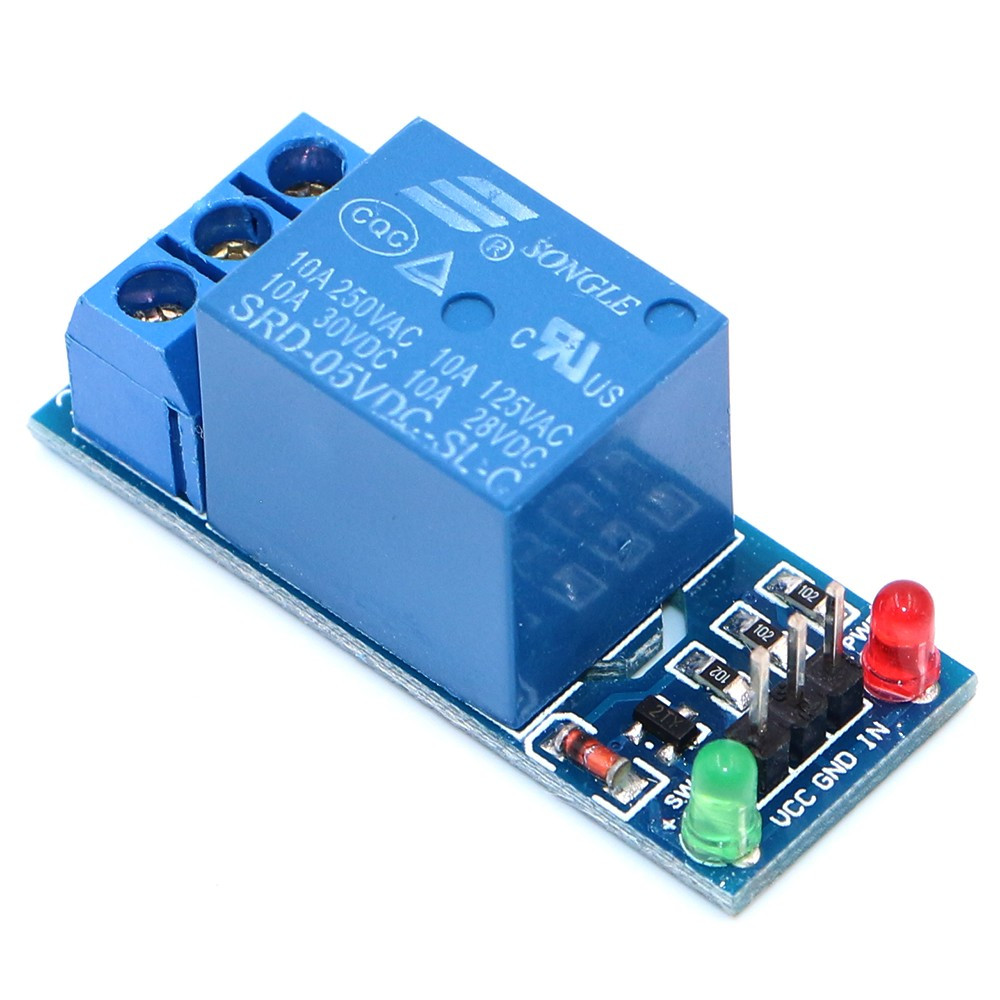 CQC
®
SONGLE
10A 250VAC 10A 125VAC
10A 30VDC 10A 28VDC
SRD-05VDC-SL-C
C US
102
102
102
2TY
PW
+ SW
VCC GND IN